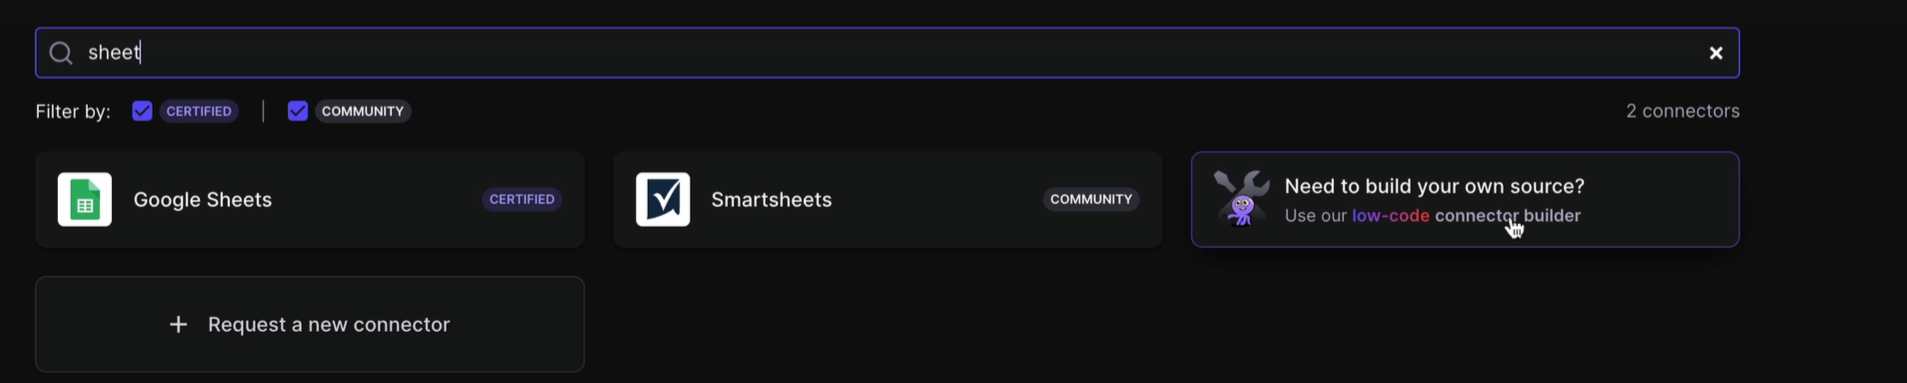 sheet
Filter by: CERTIFIED | COMMUNITY 2 connectors
Google Sheets CERTIFIED
Smartsheets COMMUNITY
Need to build your own source?
Use our low-code connector builder
+ Request a new connector